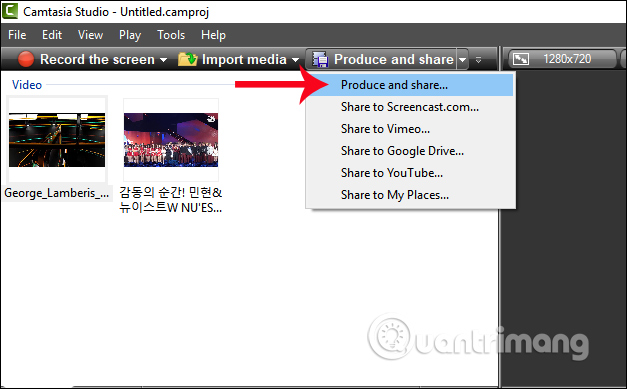 Camtasia Studio - Untitled.camproj
File Edit View Play Tools Help
Record the screen Import media Produce and share 1280x720
Video
Produce and share...
Share to Screencast.com...
Share to Vimeo...
Share to Google Drive...
Share to YouTube...
Share to My Places...
George_Lamberis_...
감동의 순간! 민현&
뉴이스트W NU'ES...
Quantrimang